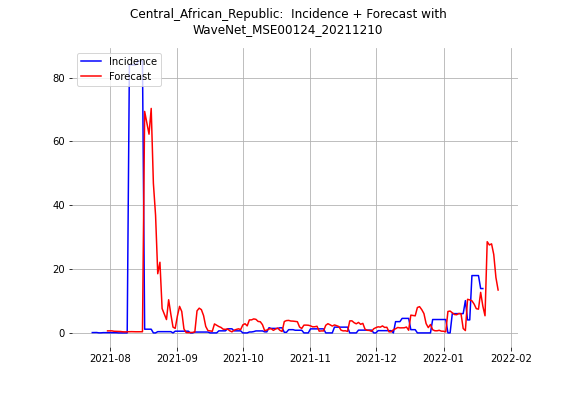 Central_African_Republic:  Incidence + Forecast with
WaveNet_MSE00124_20211210
Incidence
Forecast
80
60
40
20
0
2021-08 2021-09 2021-10 2021-11 2021-12 2022-01 2022-02